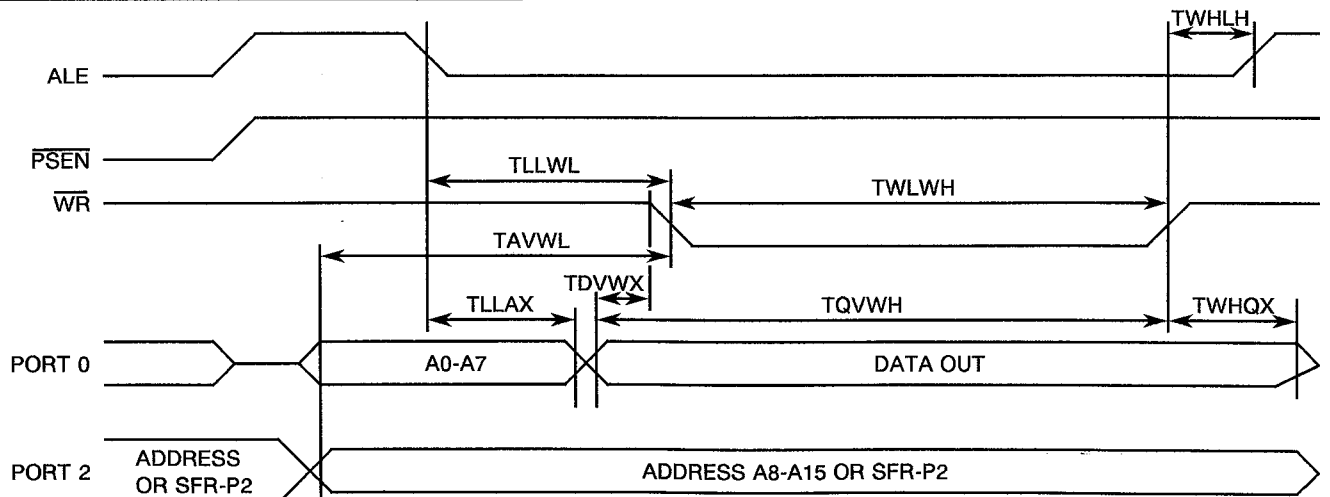 TWHLH
ALE
PSEN
TLLWL
TWLWH
WR
TAVWL
TDVWX
TLLAX
TQVWH
TWHQX
PORT 0
A0-A7
DATA OUT
PORT 2
ADDRESS
OR SFR-P2
ADDRESS A8-A15 OR SFR-P2